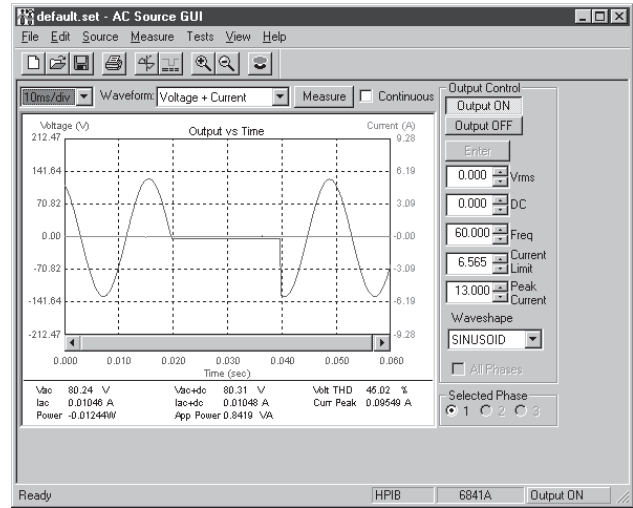 default.set - AC Source GUI
File Edit Source Measure Tests View Help
10ms/div Waveform: Voltage + Current Measure Continuous
Output Control
Output ON
Output OFF
Enter
0.000 Vrms
0.000 DC
60.000 Freq
6.565 Current Limit
13.000 Peak Current
Waveshape
SINUSOID
All Phases
Selected Phase
1 2 3
Voltage (V) Output vs Time Current (A)
212.47 9.28
141.64 6.19
70.82 3.09
0.00 -0.00
-70.82 -3.09
-141.64 -6.19
-212.47 -9.28
0.000 0.010 0.020 0.030 0.040 0.050 0.060
Time (sec)
Vac 80.24 V Vac+dc 80.31 V Volt THD 45.02 %
Iac 0.01046 A Iac+dc 0.01048 A Curr Peak 0.09549 A
Power -0.01244W App Power 0.8419 VA
Ready HPIB 6841A Output ON